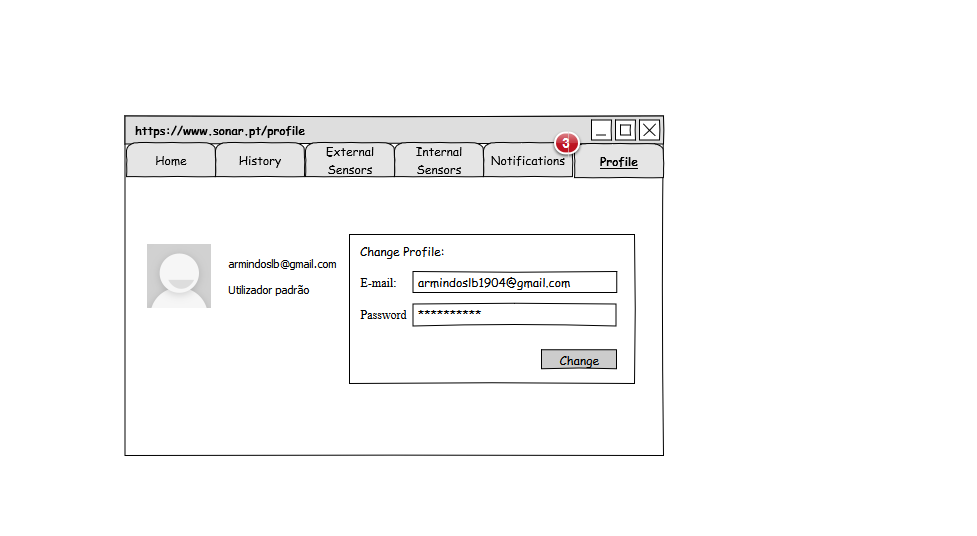 https://www.sonar.pt/profile
3
Home
History
External
Sensors
Internal
Sensors
Notifications
Profile
armindoslb@gmail.com
Utilizador padrão
Change Profile:
E-mail:
armindoslb1904@gmail.com
Password
**********
Change